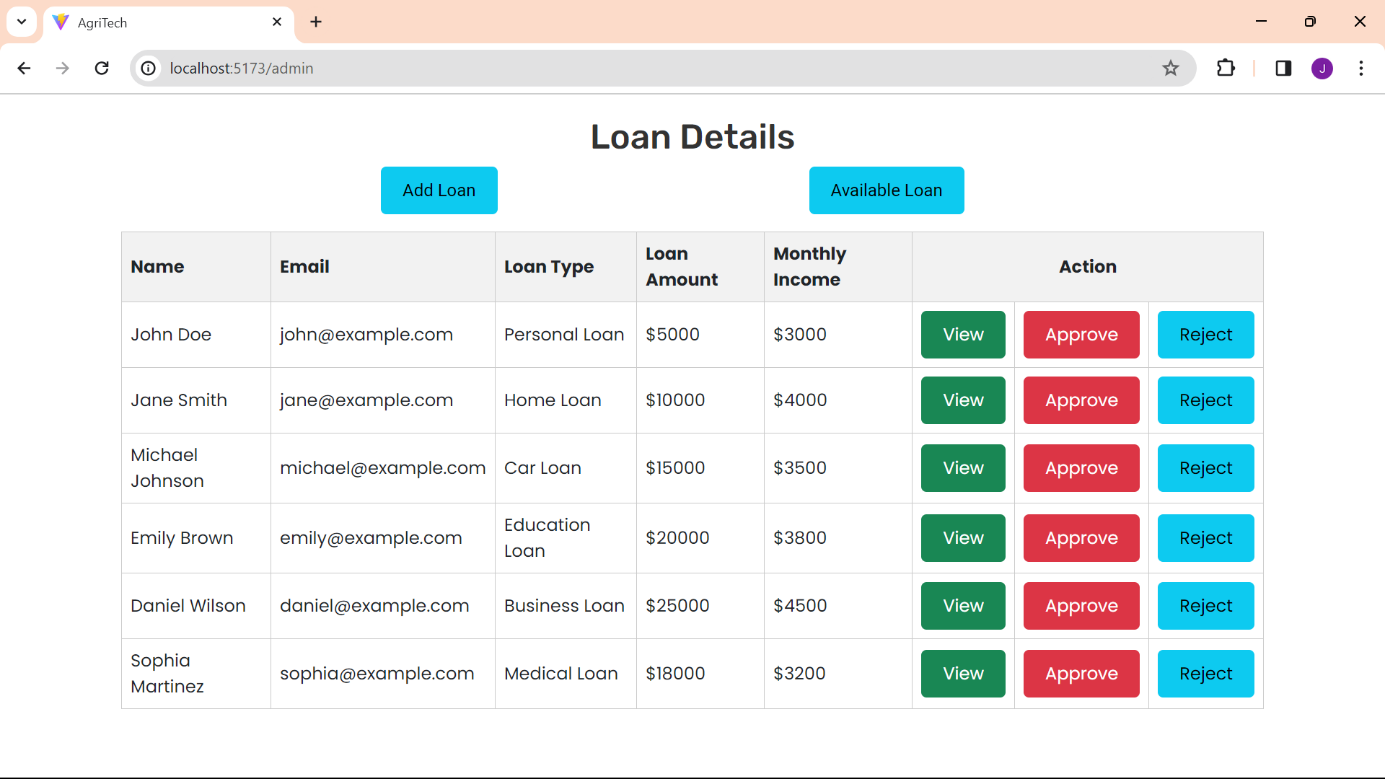 AgriTech
localhost:5173/admin
J
Loan Details
Add Loan Available Loan
Name Email Loan Type Loan Amount Monthly Income Action
John Doe john@example.com Personal Loan $5000 $3000 View Approve Reject
Jane Smith jane@example.com Home Loan $10000 $4000 View Approve Reject
Michael Johnson michael@example.com Car Loan $15000 $3500 View Approve Reject
Emily Brown emily@example.com Education Loan $20000 $3800 View Approve Reject
Daniel Wilson daniel@example.com Business Loan $25000 $4500 View Approve Reject
Sophia Martinez sophia@example.com Medical Loan $18000 $3200 View Approve Reject